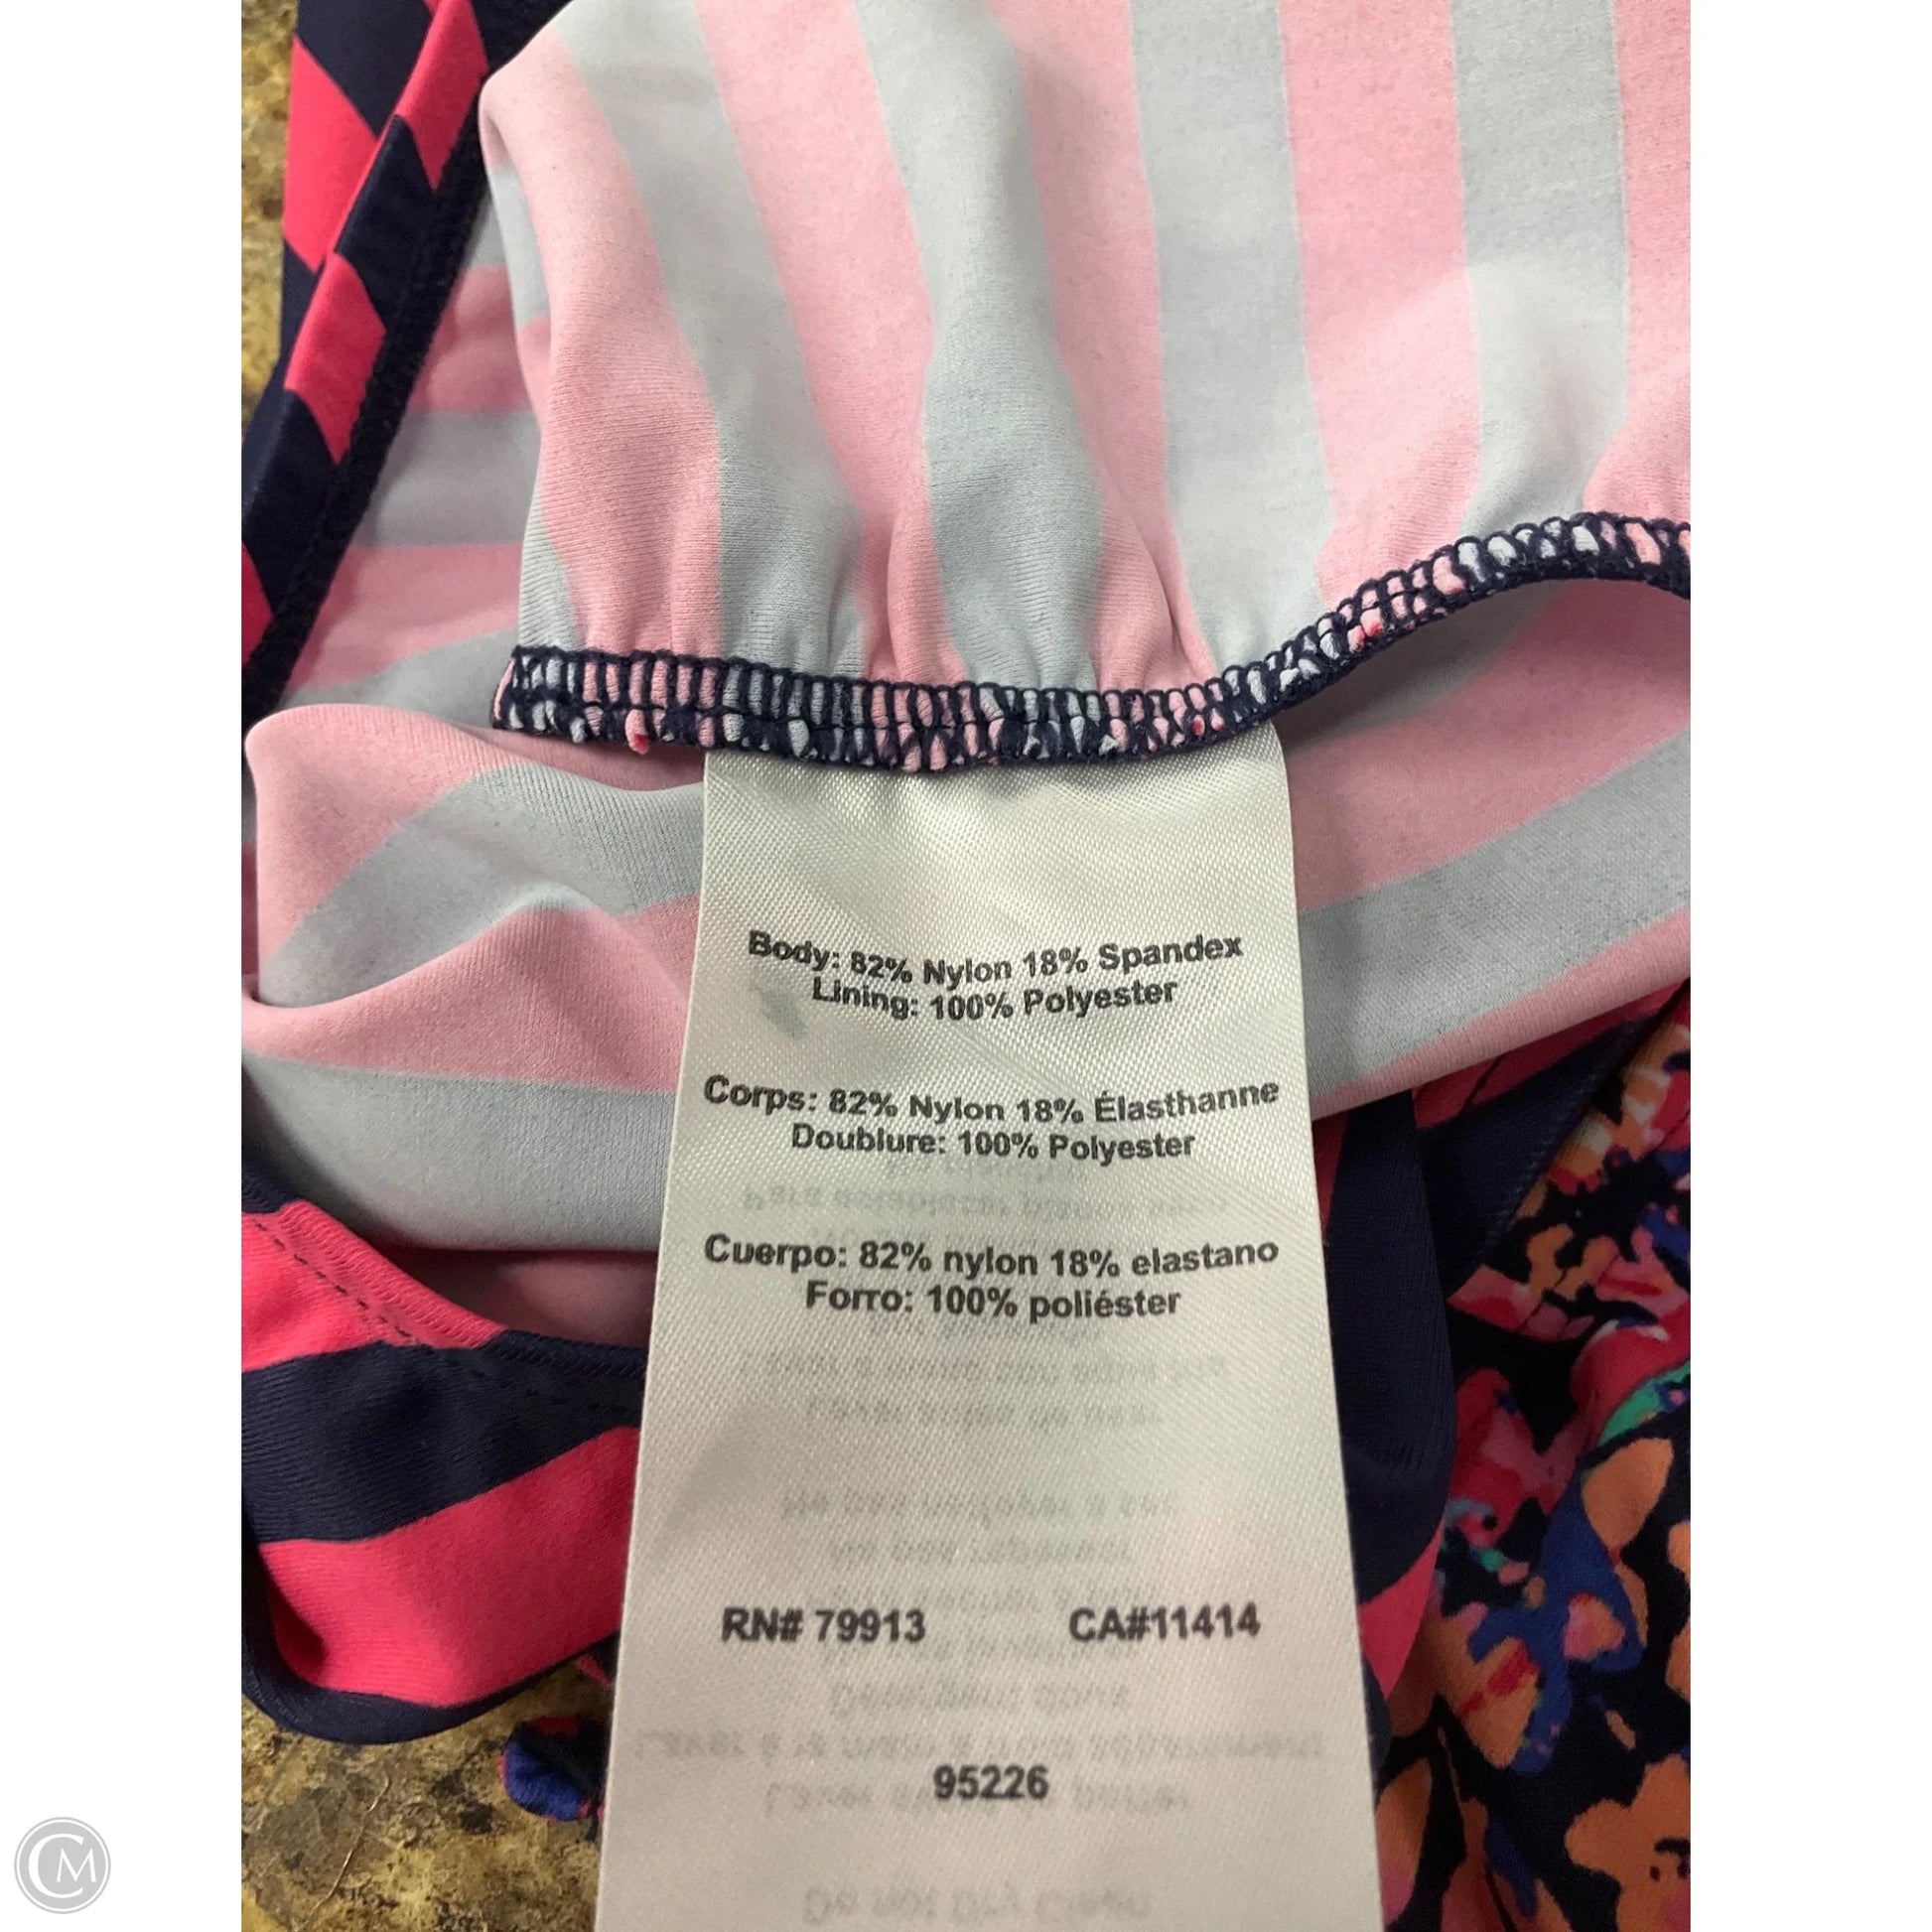 Body: 82% Nylon 18% Spandex
Lining: 100% Polyester
Corps: 82% Nylon 18% Élasthanne
Doublure: 100% Polyester
Cuerpo: 82% nylon 18% elastano
Forro: 100% poliéster
RN# 79913 CA#11414
95226
CM